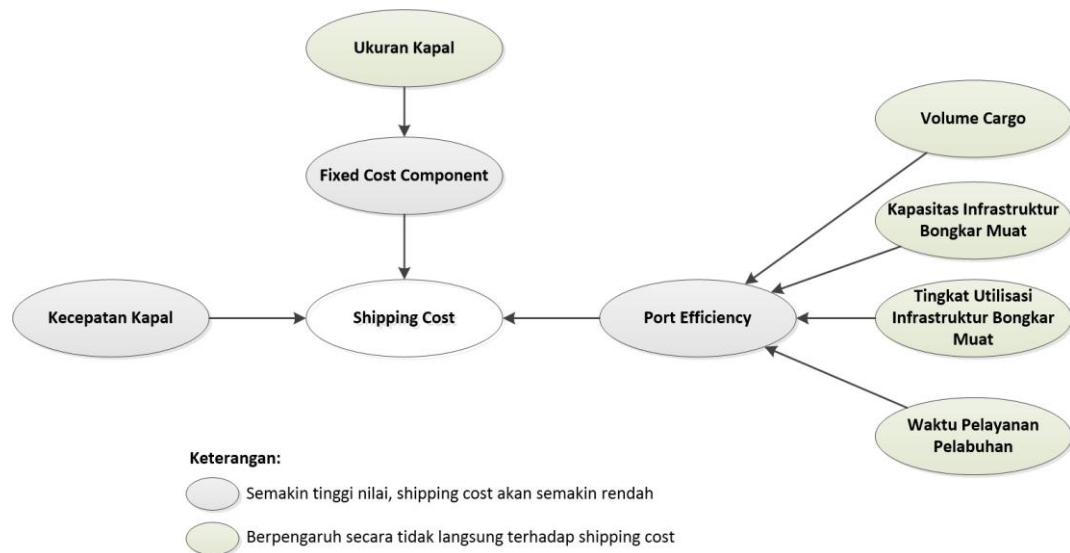 Ukuran Kapal
Fixed Cost Component
Kecepatan Kapal
Shipping Cost
Port Efficiency
Volume Cargo
Kapasitas Infrastruktur
Bongkar Muat
Tingkat Utilisasi
Infrastruktur Bongkar
Muat
Waktu Pelayanan
Pelabuhan
Keterangan:
Semakin tinggi nilai, shipping cost akan semakin rendah
Berpengaruh secara tidak langsung terhadap shipping cost